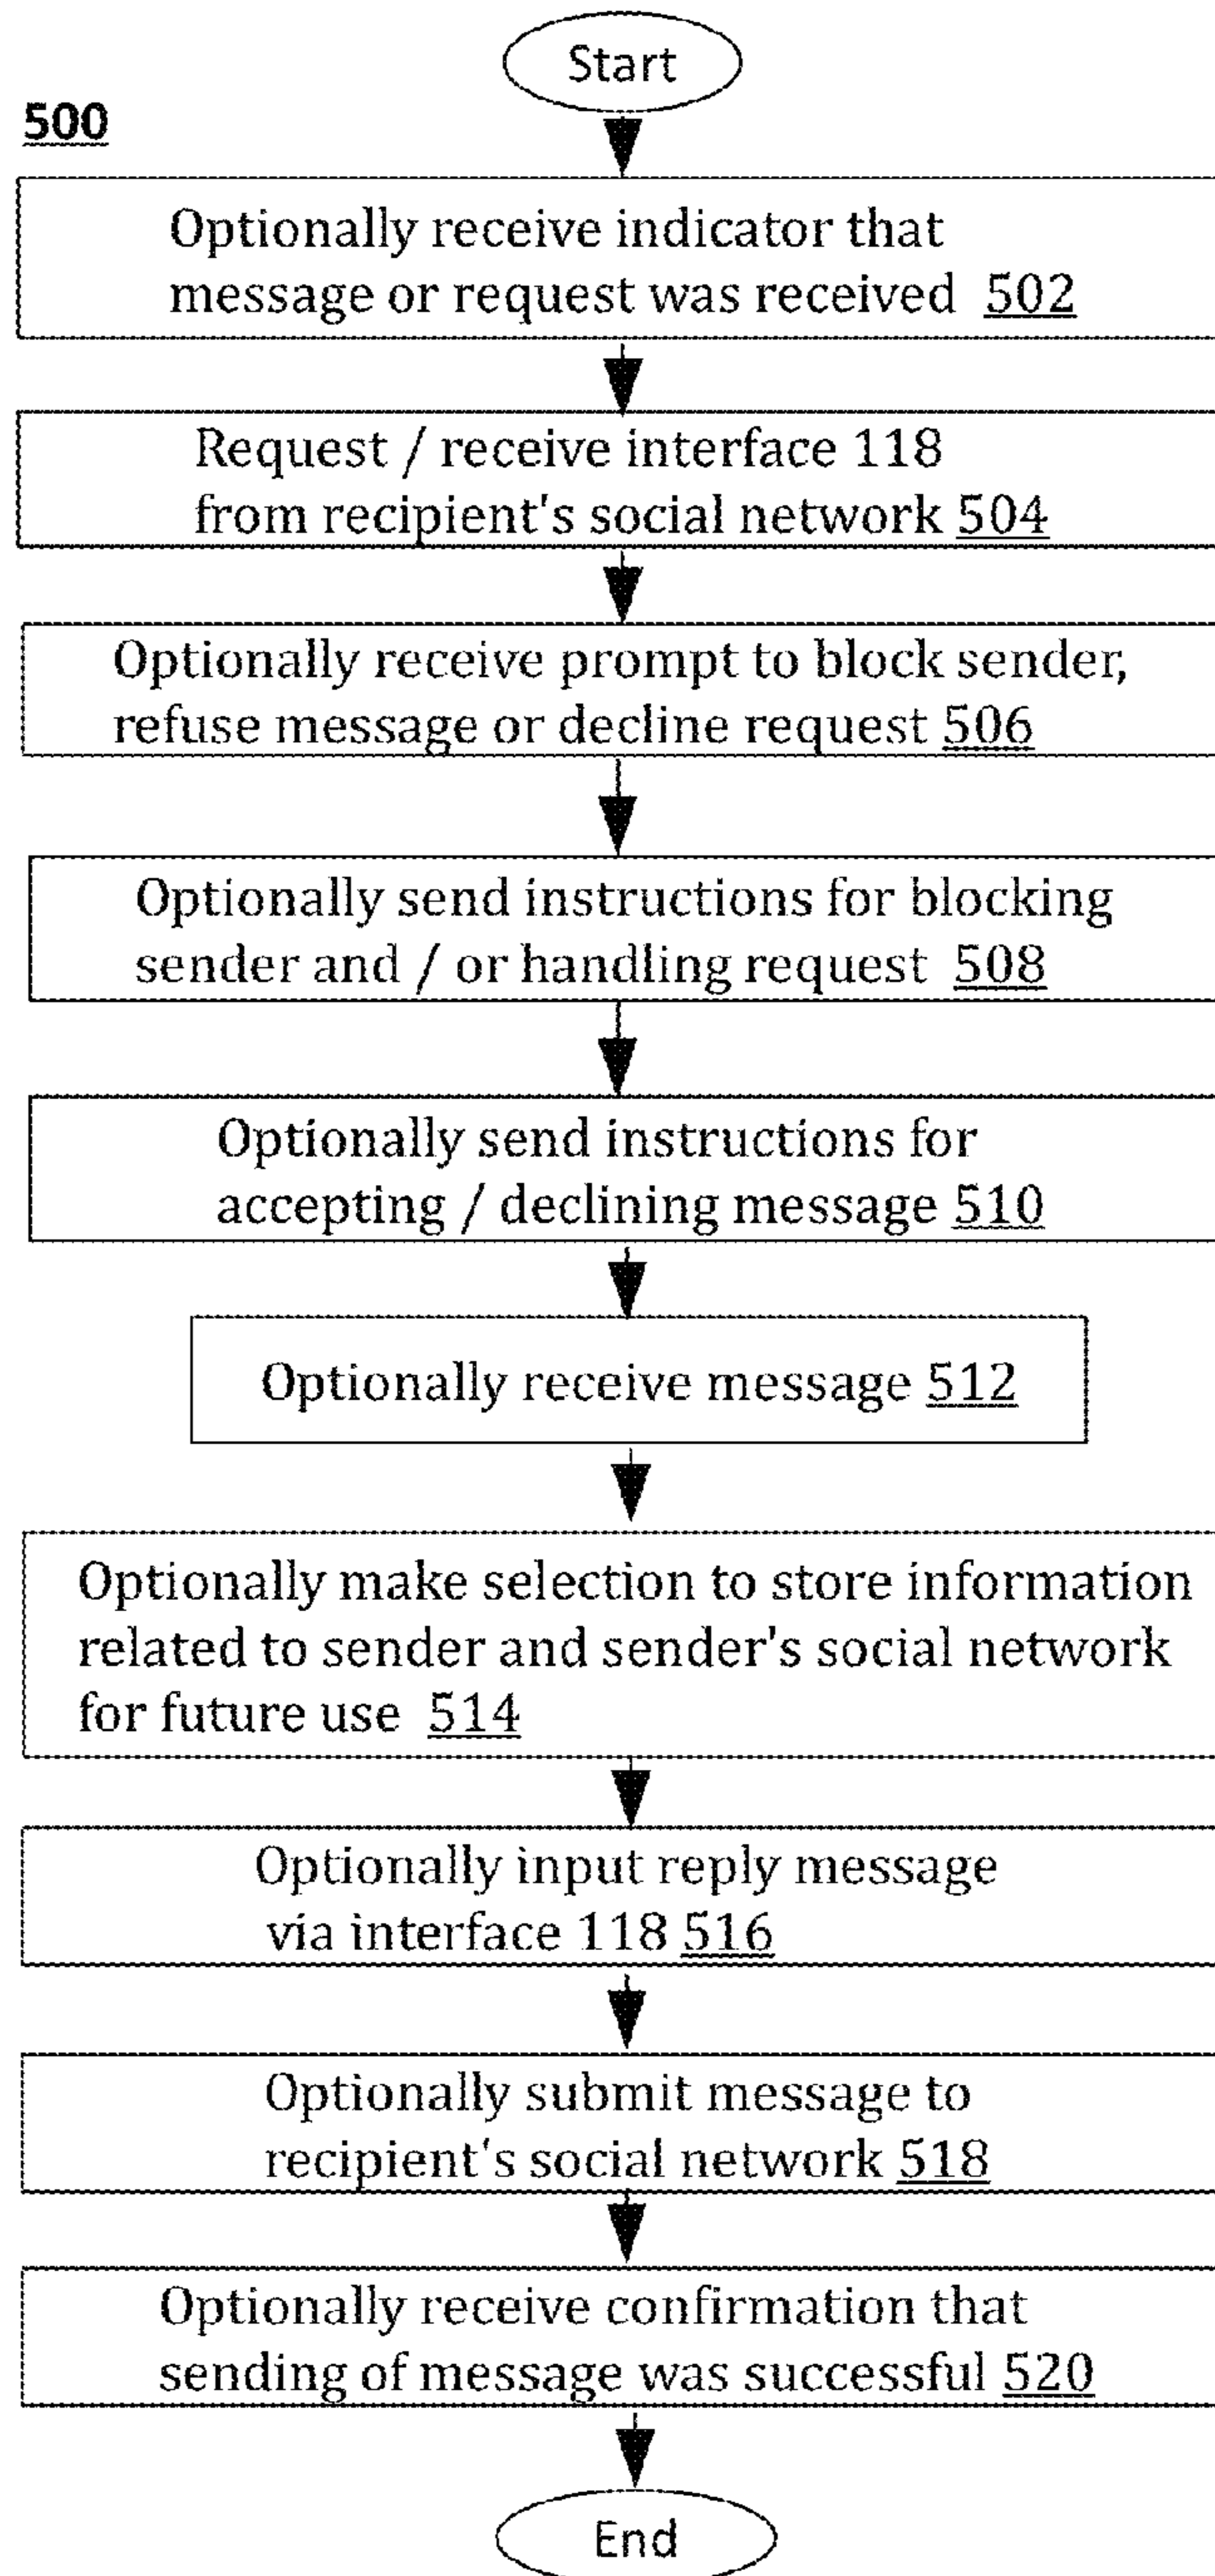 Start
500
Optionally receive indicator that
message or request was received 502
Request / receive interface 118
from recipient's social network 504
Optionally receive prompt to block sender,
refuse message or decline request 506
Optionally send instructions for blocking
sender and / or handling request 508
Optionally send instructions for
accepting / declining message 510
Optionally receive message 512
Optionally make selection to store information
related to sender and sender's social network
for future use 514
Optionally input reply message
via interface 118 516
Optionally submit message to
recipient's social network 518
Optionally receive confirmation that
sending of message was successful 520
End